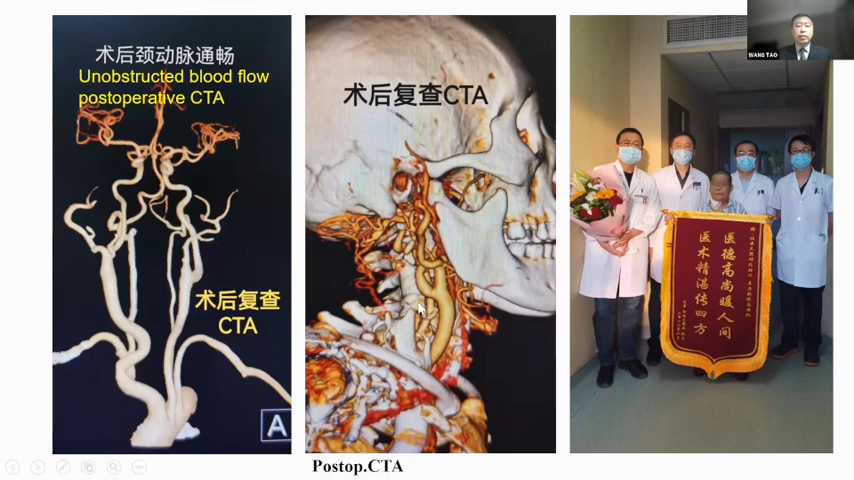 术后颈动脉通畅
Unobstructed blood flow
postoperative CTA
术后复查
CTA
A
术后复查CTA
Postop.CTA
医德高尚暖人间
医术精湛传四方
WANG TAO